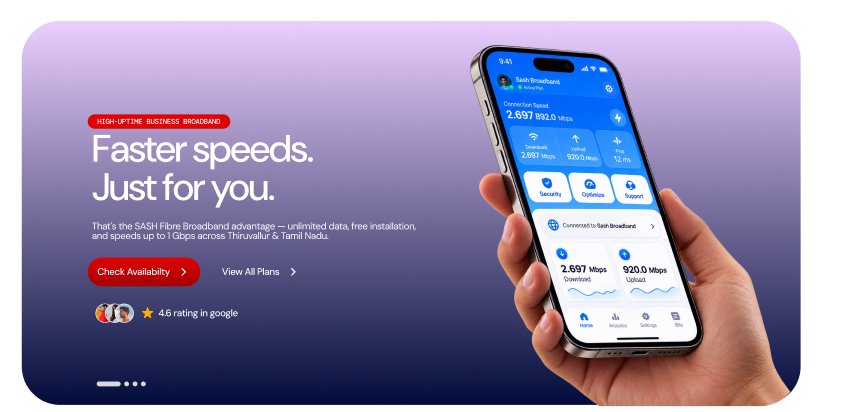 HIGH-UPTIME BUSINESS BROADBAND
Faster speeds.
Just for you.
That's the SASH Fibre Broadband advantage — unlimited data, free installation,
and speeds up to 1 Gbps across Thiruvallur & Tamil Nadu.
Check Availabilty
View All Plans
4.6 rating in google
9:41
Sash Broadband
Active Plan
Connection Speed
2.697 892.0 Mbps
Download
2.697 Mbps
Upload
920.0 Mbps
Ping
12 ms
Security
Optimize
Support
Connected to Sash Broadband
2.697 Mbps
Download
920.0 Mbps
Upload
Home
Analytics
Settings
Bills